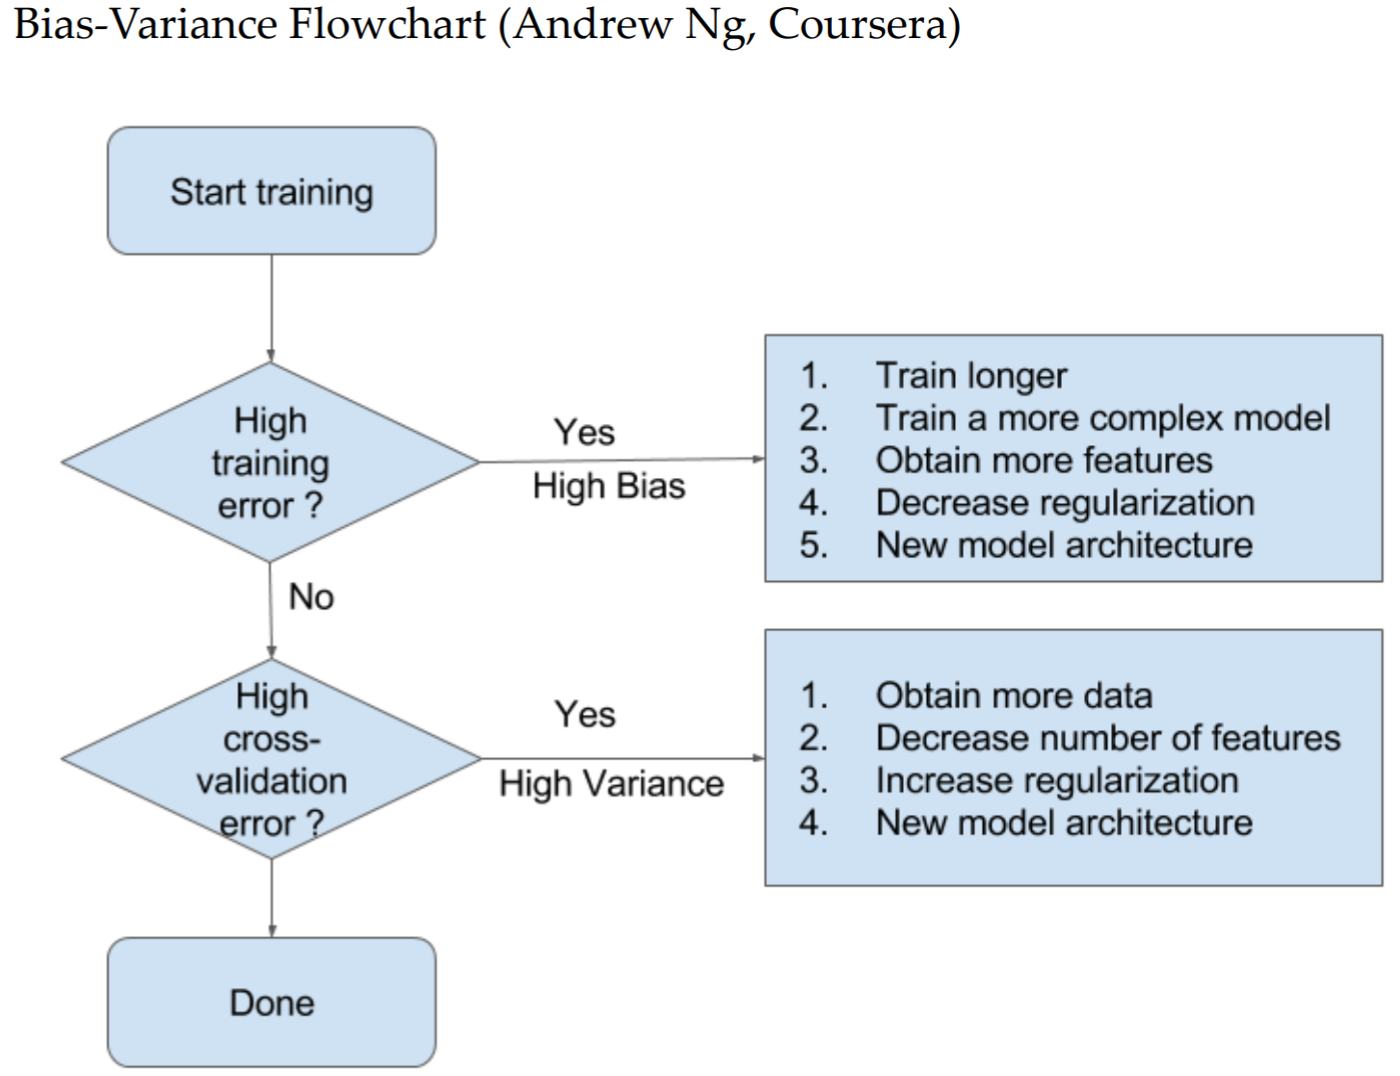 Bias-Variance Flowchart (Andrew Ng, Coursera)
Start training
High
training
error ?
Yes
High Bias
1. Train longer
2. Train a more complex model
3. Obtain more features
4. Decrease regularization
5. New model architecture
No
High
cross-
validation
error ?
Yes
High Variance
1. Obtain more data
2. Decrease number of features
3. Increase regularization
4. New model architecture
Done